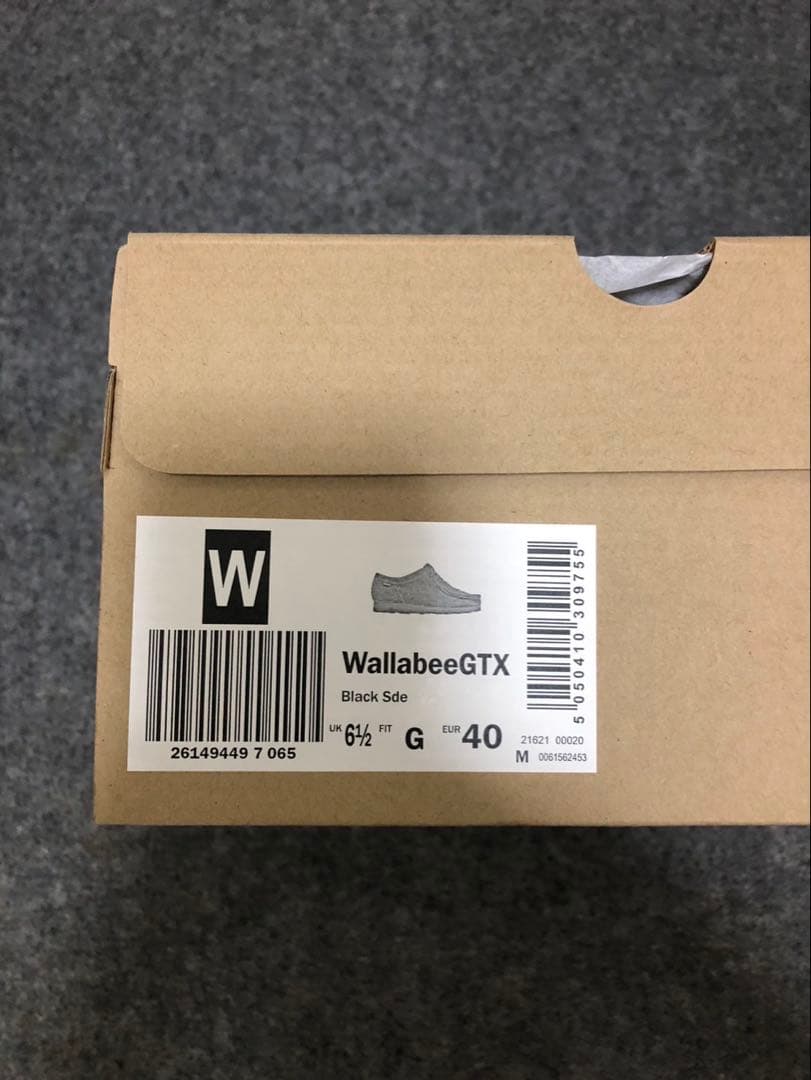 W
26149449 7 065
WallabeeGTX
Black Sde
UK 6½ FIT G EUR 40
5 050410 309755
21621 00020
M 0061562453